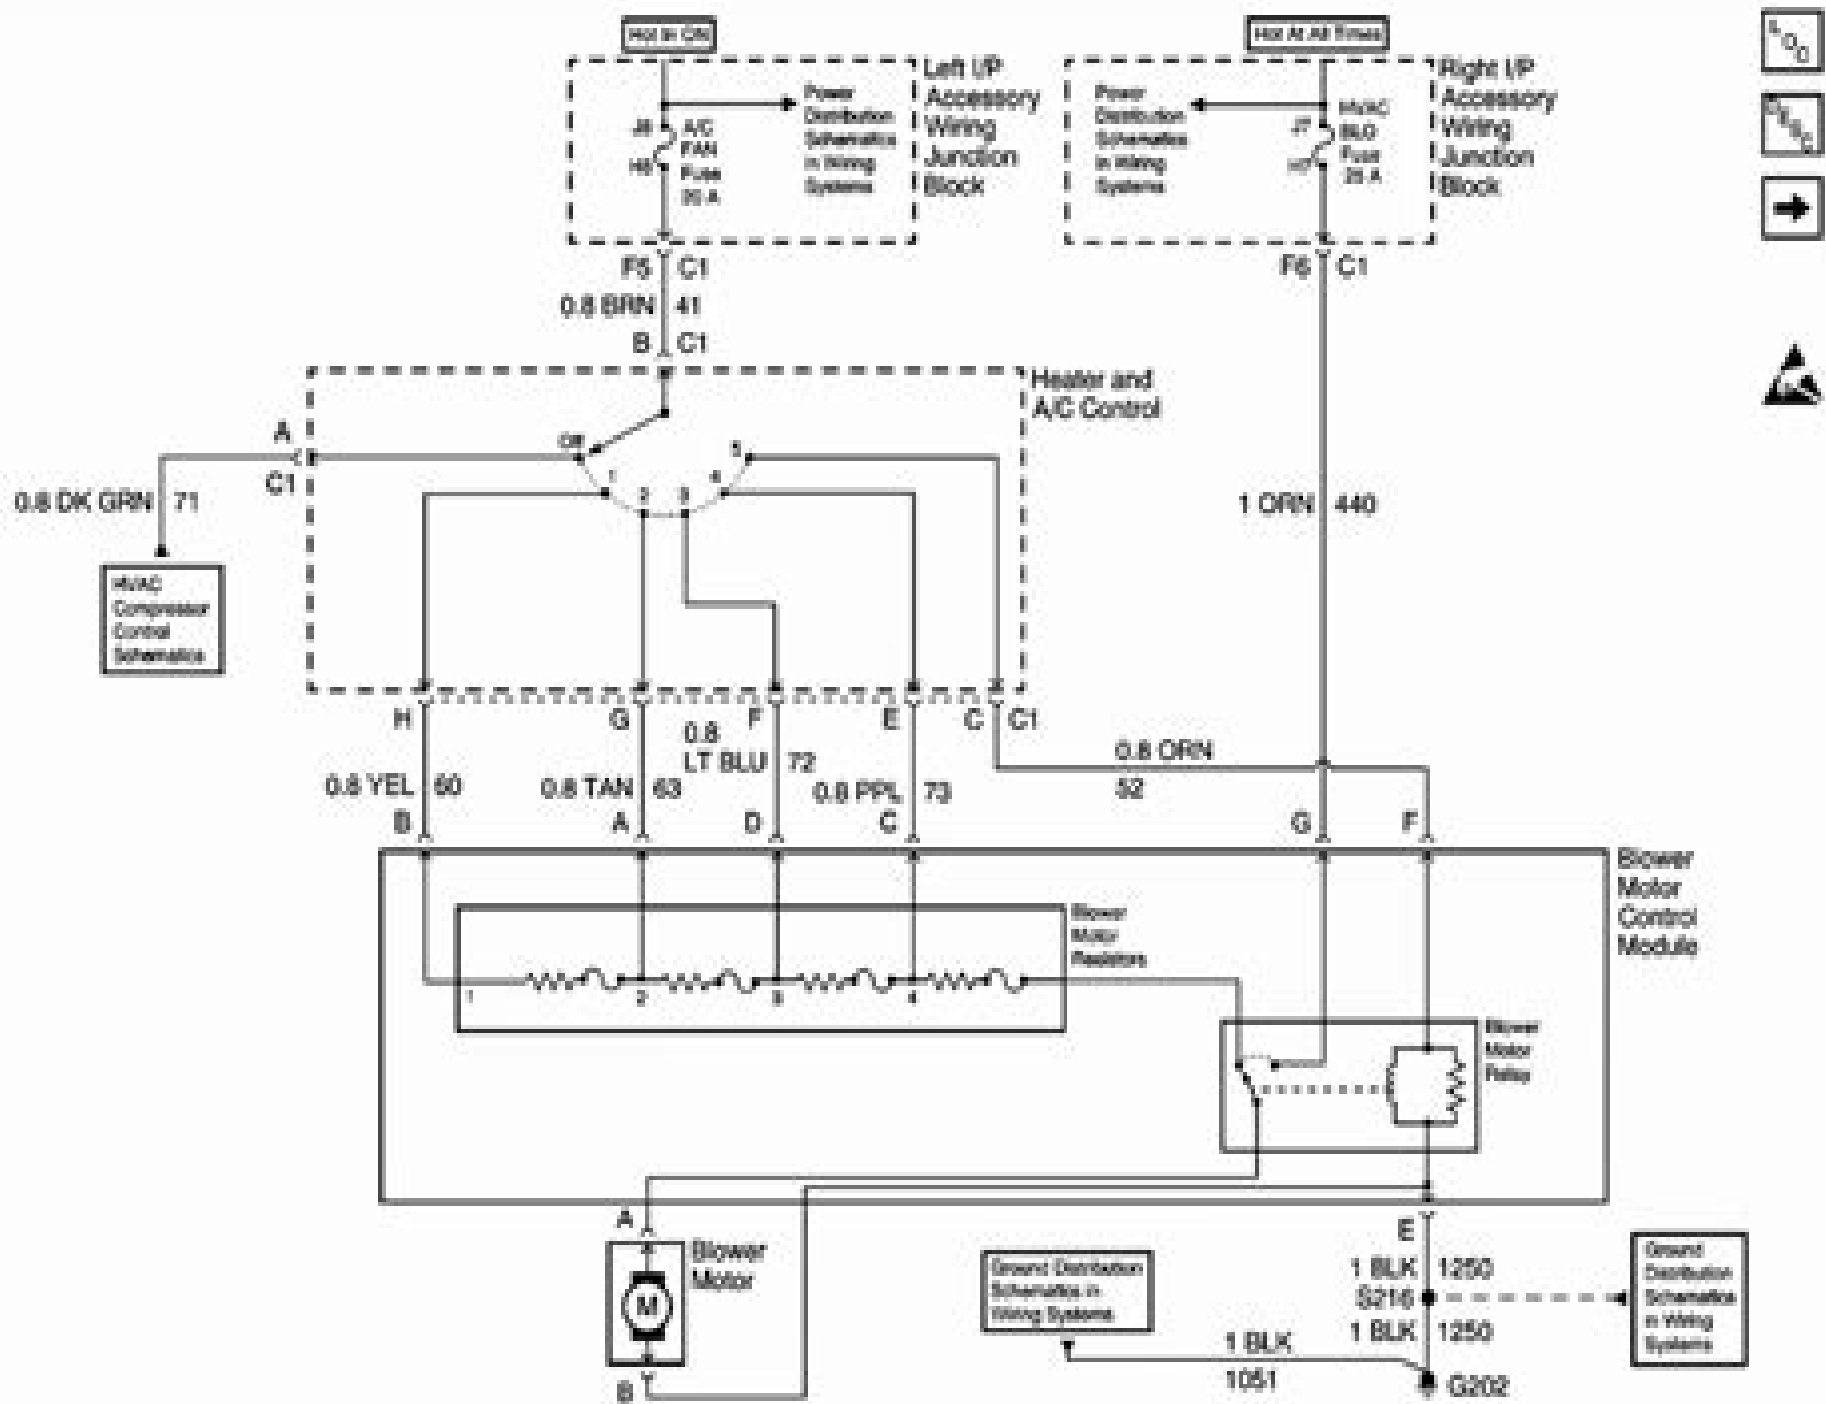 Hot In ON
Hot At All Times
LOC
DESC
Left I/P
Accessory
Wiring
Junction
Block
Power
Distribution
Schematics
in Wiring
Systems
J8
H8
A/C
FAN
Fuse
Right I/P
Accessory
Wiring
Junction
Block
Power
Distribution
Schematics
in Wiring
Systems
J7
HVAC
BLO
Fuse
F5 C1
0.8 BRN 41
B C1
F6 C1
Heater and
A/C Control
A
C1
Off
1
2
3
4
5
0.8 DK GRN 71
1 ORN 440
HVAC
Compressor
Control
Schematics
H G F E C C1
0.8
LT BLU 72
0.8 ORN
52
0.8 YEL 60
0.8 TAN 63
0.8 PPL 73
B A D C G F
Blower
Motor
Control
Module
Blower
Motor
Resistors
1 2 3 4
Blower
Motor
Relay
A
Blower
Motor
M
B
E
1 BLK 1250
S216
1 BLK 1250
Ground Distribution
Schematics in
Wiring Systems
1 BLK
1051
G202
Ground
Distribution
Schematics
in Wiring
Systems